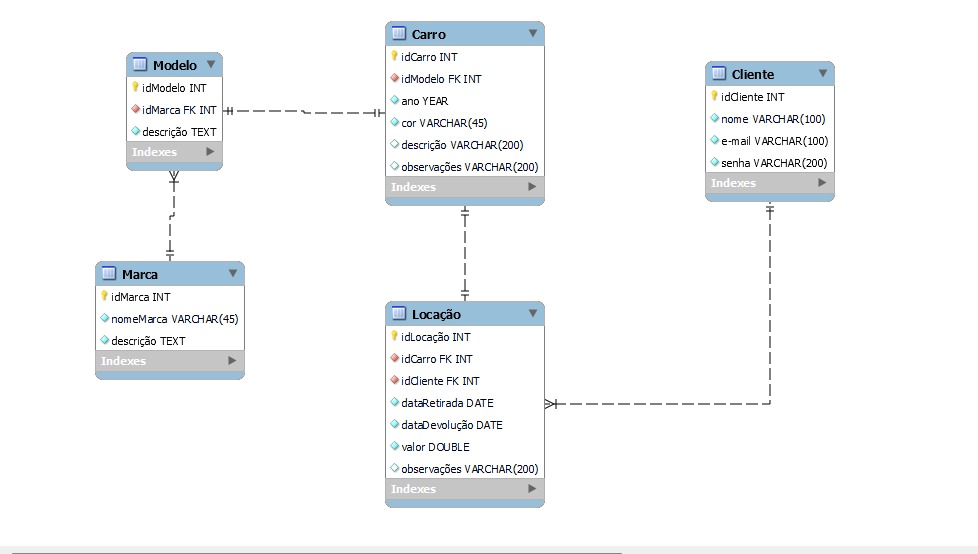 Modelo
idModelo INT
idMarca FK INT
descrição TEXT
Indexes
Marca
idMarca INT
nomeMarca VARCHAR(45)
descrição TEXT
Indexes
Carro
idCarro INT
idModelo FK INT
ano YEAR
cor VARCHAR(45)
descrição VARCHAR(200)
observações VARCHAR(200)
Indexes
Locação
idLocação INT
idCarro FK INT
idCliente FK INT
dataRetirada DATE
dataDevolução DATE
valor DOUBLE
observações VARCHAR(200)
Indexes
Cliente
idCliente INT
nome VARCHAR(100)
e-mail VARCHAR(100)
senha VARCHAR(200)
Indexes